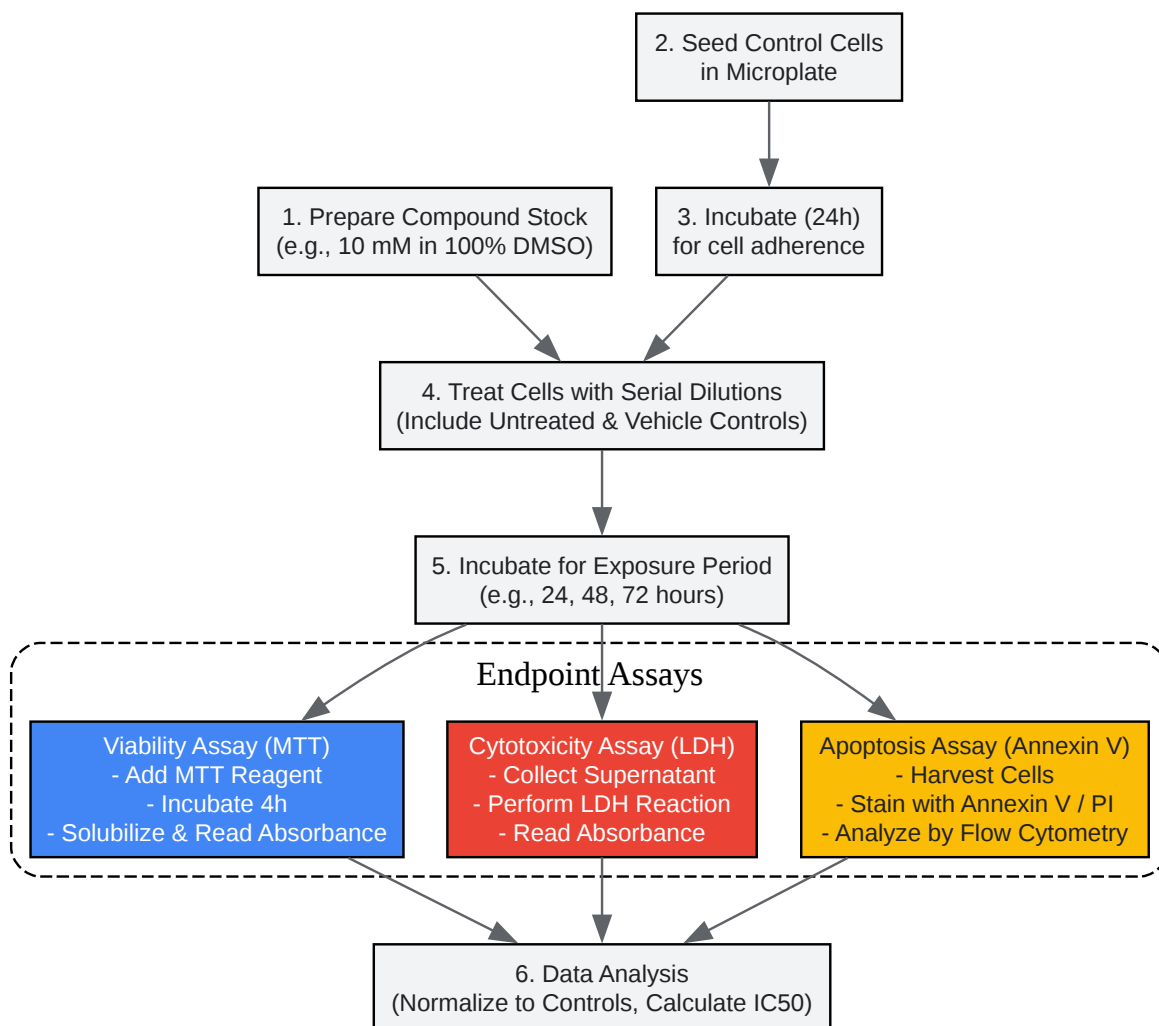 2. Seed Control Cells
in Microplate
1. Prepare Compound Stock
(e.g., 10 mM in 100% DMSO)
3. Incubate (24h)
for cell adherence
4. Treat Cells with Serial Dilutions
(Include Untreated & Vehicle Controls)
5. Incubate for Exposure Period
(e.g., 24, 48, 72 hours)
Endpoint Assays
Viability Assay (MTT)
- Add MTT Reagent
- Incubate 4h
- Solubilize & Read Absorbance
Cytotoxicity Assay (LDH)
- Collect Supernatant
- Perform LDH Reaction
- Read Absorbance
Apoptosis Assay (Annexin V)
- Harvest Cells
- Stain with Annexin V / PI
- Analyze by Flow Cytometry
6. Data Analysis
(Normalize to Controls, Calculate IC50)